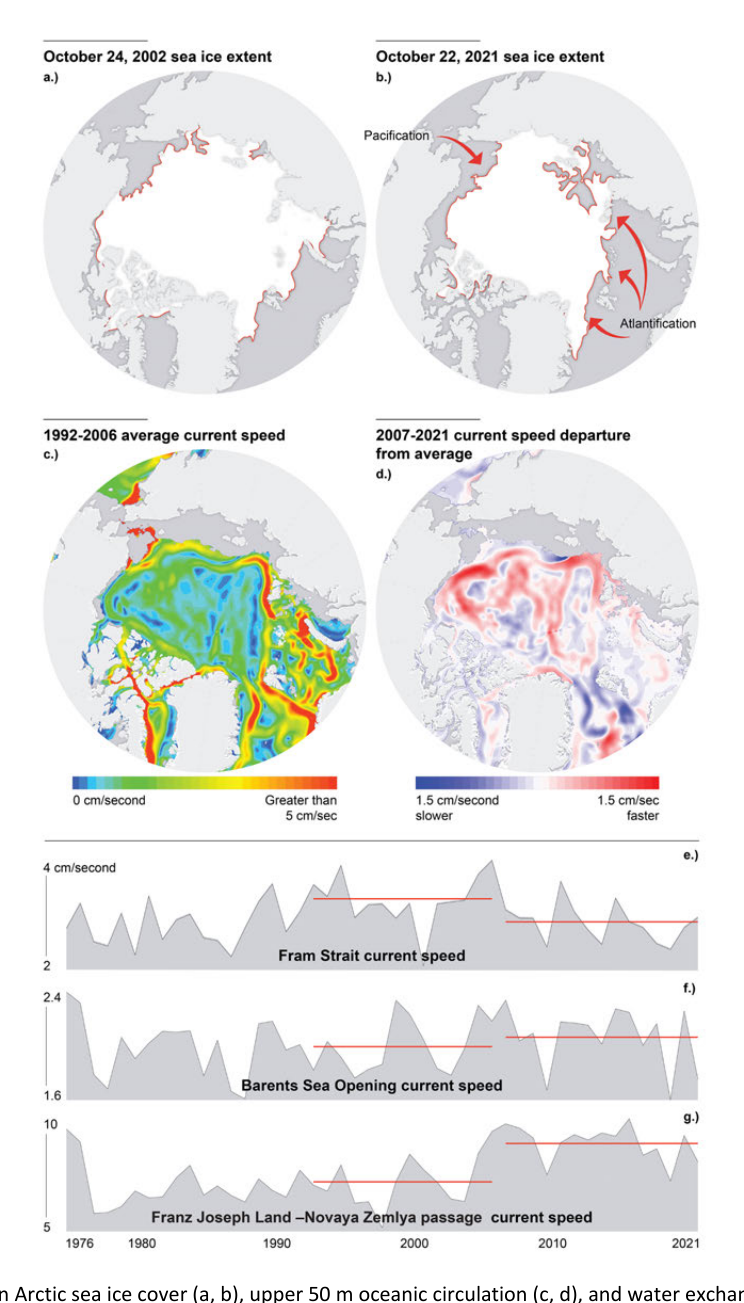 October 24, 2002 sea ice extent
October 22, 2021 sea ice extent
a.)
b.)
Pacification
Atlantification
1992-2006 average current speed
c.)
2007-2021 current speed departure
from average
d.)
0 cm/second
Greater than
5 cm/sec
1.5 cm/second
slower
1.5 cm/sec
faster
e.)
4 cm/second
Fram Strait current speed
2
f.)
2.4
Barents Sea Opening current speed
1.6
g.)
10
Franz Joseph Land –Novaya Zemlya passage current speed
5
1976 1980 1990 2000 2010 2021
n Arctic sea ice cover (a, b), upper 50 m oceanic circulation (c, d), and water exchan